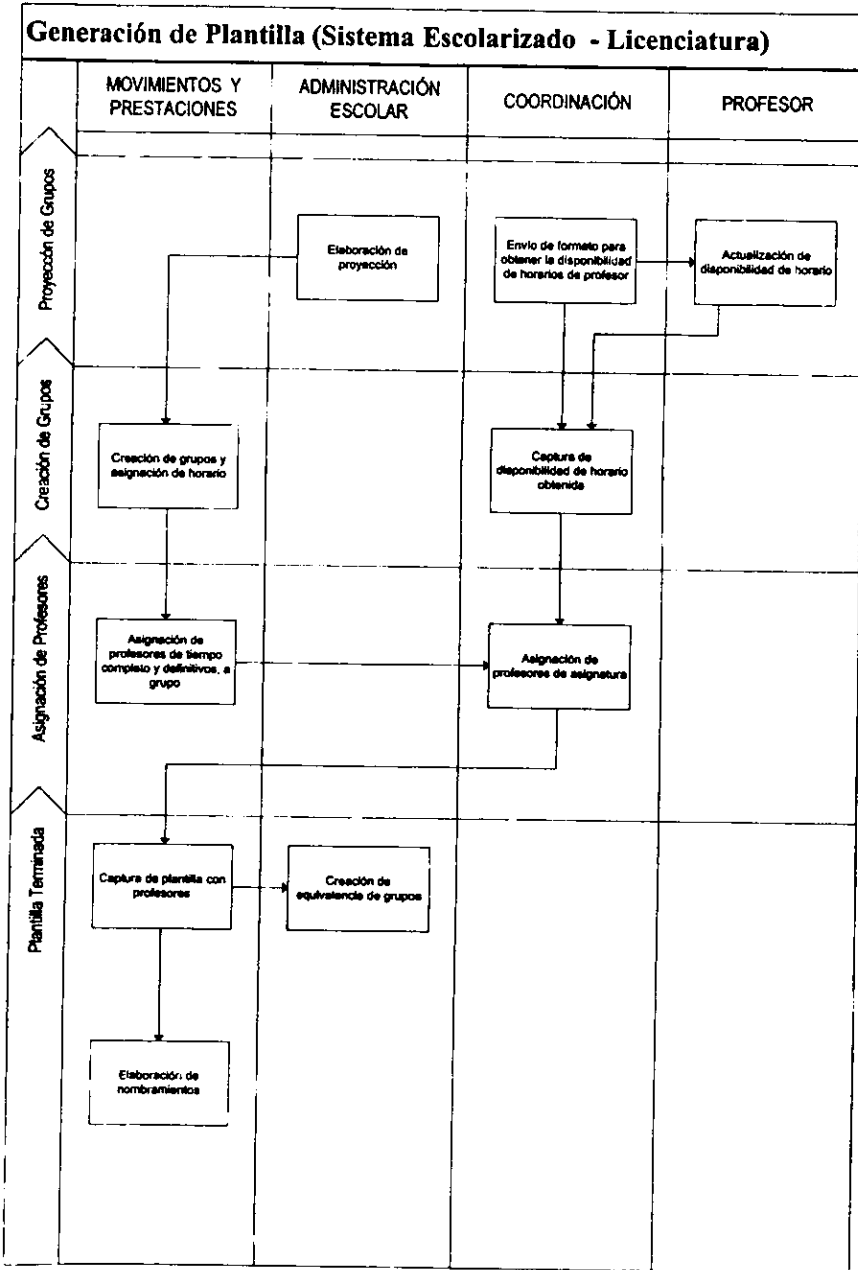 Generación de Plantilla (Sistema Escolarizado - Licenciatura)
MOVIMIENTOS Y
PRESTACIONES
ADMINISTRACIÓN
ESCOLAR
COORDINACIÓN
PROFESOR
Proyección de Grupos
Elaboración de
proyección
Envío de formato para
obtener la disponibilidad
de horarios de profesor
Actualización de
disponibilidad de horario
Creación de Grupos
Creación de grupos y
asignación de horario
Captura de
disponibilidad de horario
obtenida
Asignación de Profesores
Asignación de
profesores de tiempo
completo y definitivos, a
grupo
Asignación de
profesores de asignatura
Plantilla Terminada
Captura de plantilla con
profesores
Creación de
equivalencia de grupos
Elaboración de
nombramientos